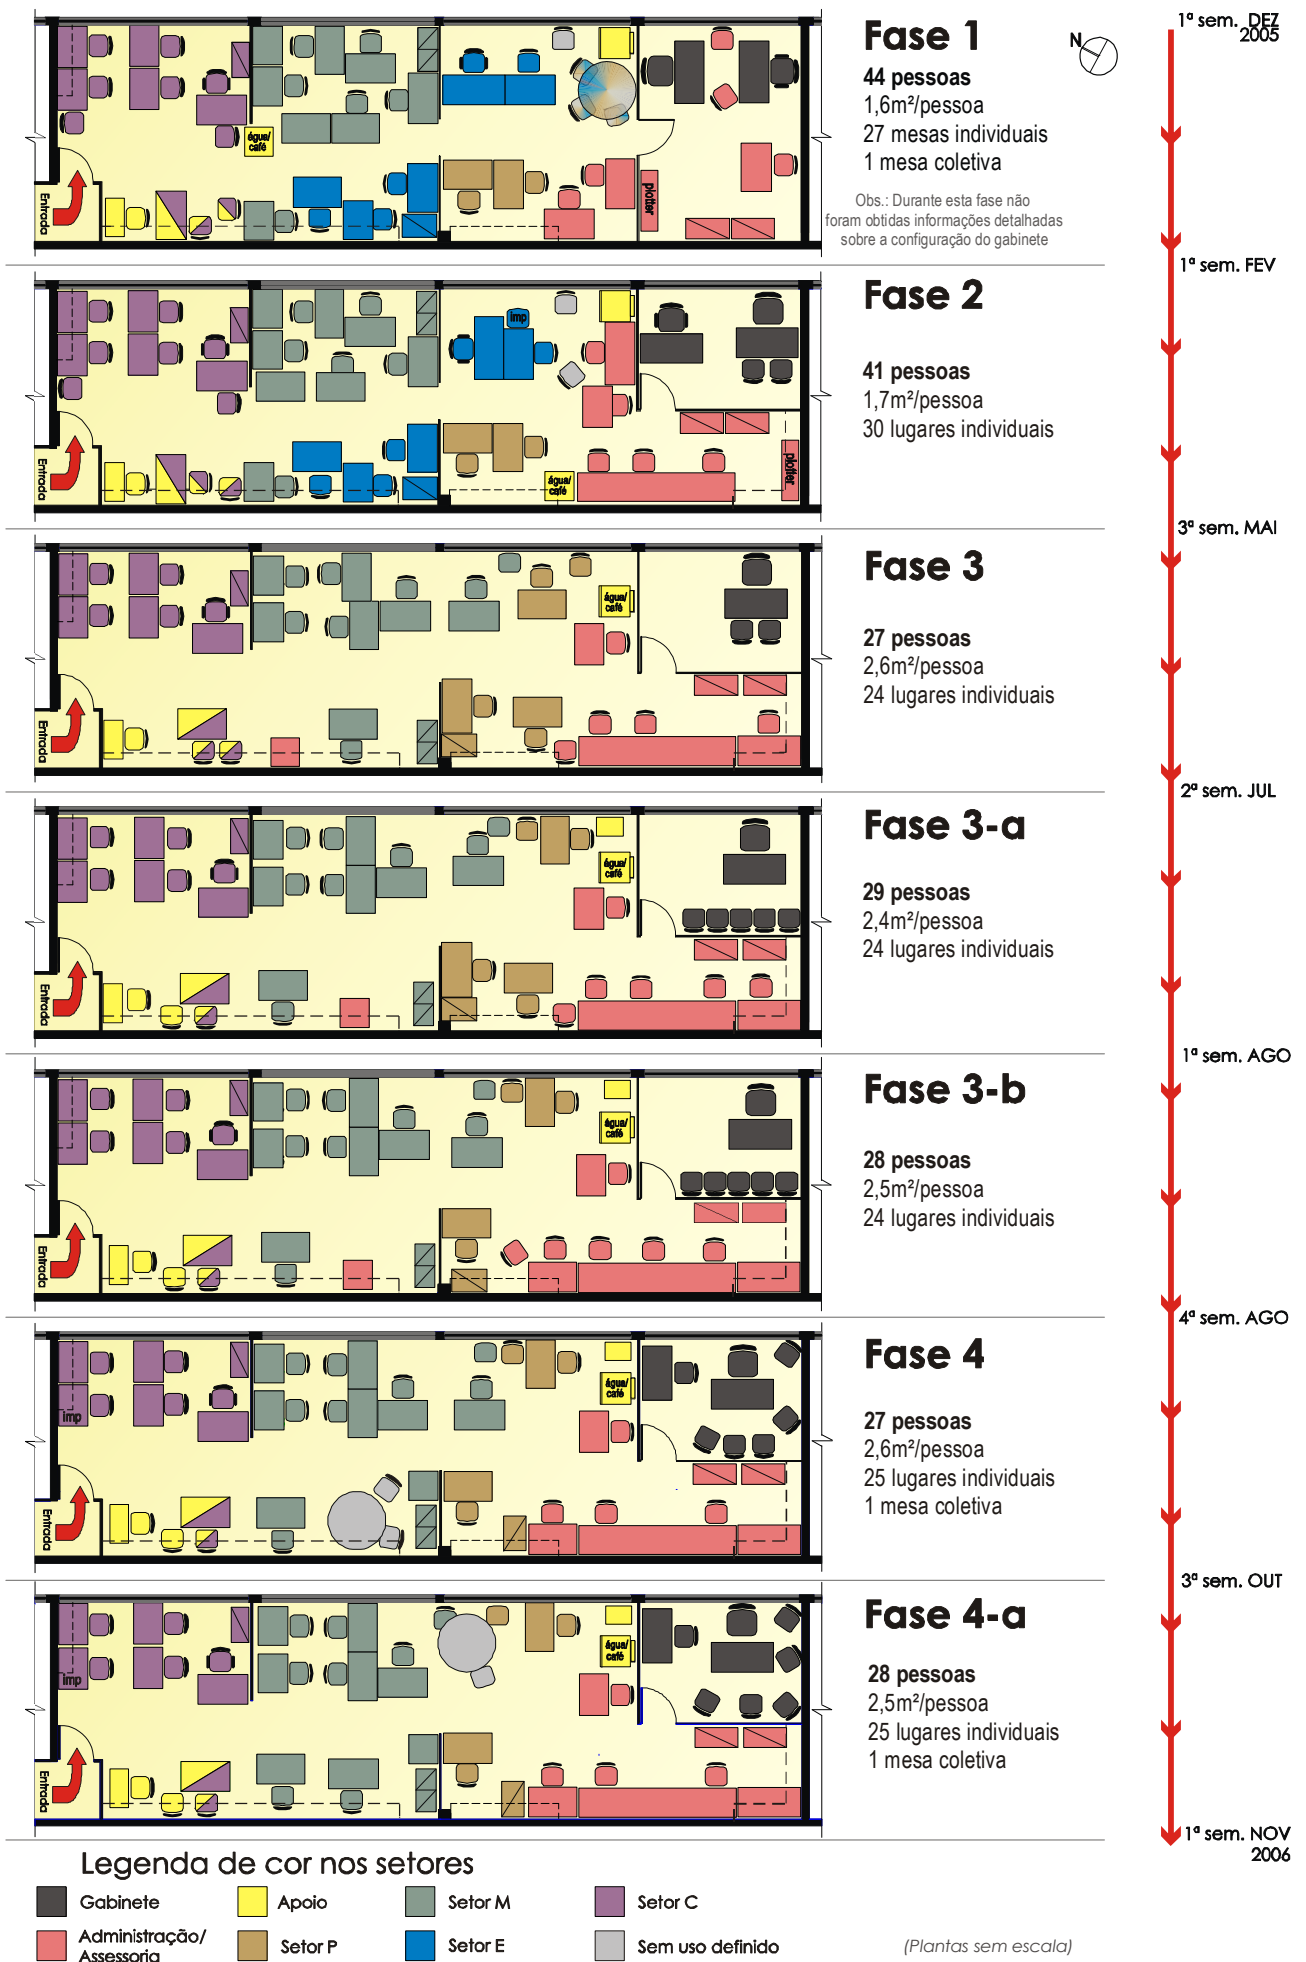 1ª sem. DEZ
2005
Fase 1
N
44 pessoas
1,6m²/pessoa
27 mesas individuais
1 mesa coletiva
Obs.: Durante esta fase não
foram obtidas informações detalhadas
sobre a configuração do gabinete
água/
café
plotter
Entrada
1ª sem. FEV
Fase 2
41 pessoas
1,7m²/pessoa
30 lugares individuais
imp
água/
café
plotter
Entrada
3ª sem. MAI
Fase 3
27 pessoas
2,6m²/pessoa
24 lugares individuais
água/
café
Entrada
2ª sem. JUL
Fase 3-a
29 pessoas
2,4m²/pessoa
24 lugares individuais
água/
café
Entrada
1ª sem. AGO
Fase 3-b
28 pessoas
2,5m²/pessoa
24 lugares individuais
água/
café
Entrada
4ª sem. AGO
Fase 4
27 pessoas
2,6m²/pessoa
25 lugares individuais
1 mesa coletiva
água/
café
imp
Entrada
3ª sem. OUT
Fase 4-a
28 pessoas
2,5m²/pessoa
25 lugares individuais
1 mesa coletiva
água/
café
imp
Entrada
1ª sem. NOV
2006
Legenda de cor nos setores
Gabinete
Apoio
Setor M
Setor C
Administração/
Assessoria
Setor P
Setor E
Sem uso definido
(Plantas sem escala)